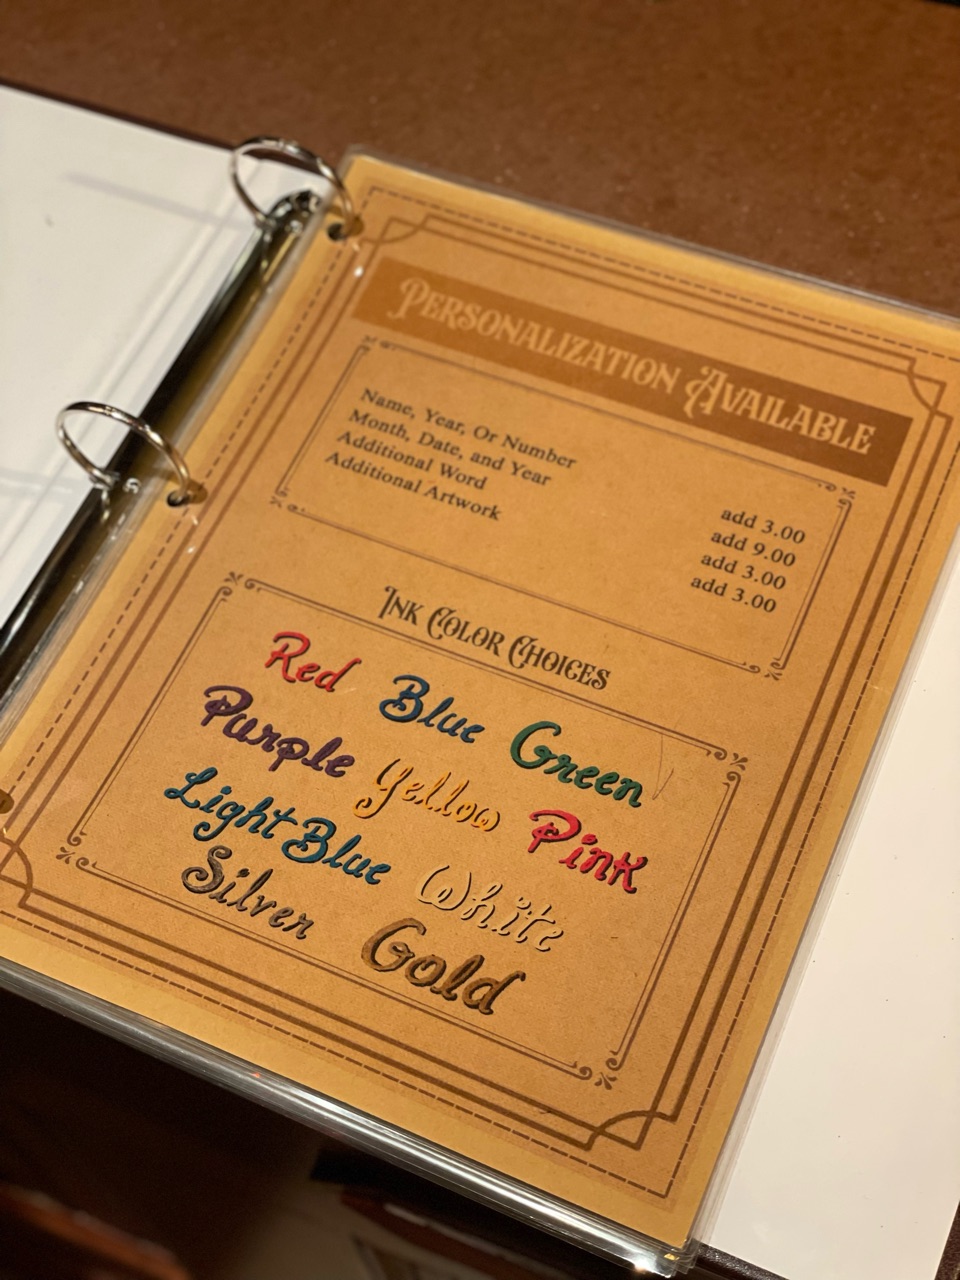 PERSONALIZATION AVAILABLE
Name, Year, Or Number add 3.00
Month, Date, and Year add 9.00
Additional Word add 3.00
Additional Artwork add 3.00
INK COLOR CHOICES
Red Blue Green
Purple Yellow Pink
Light Blue White
Silver Gold